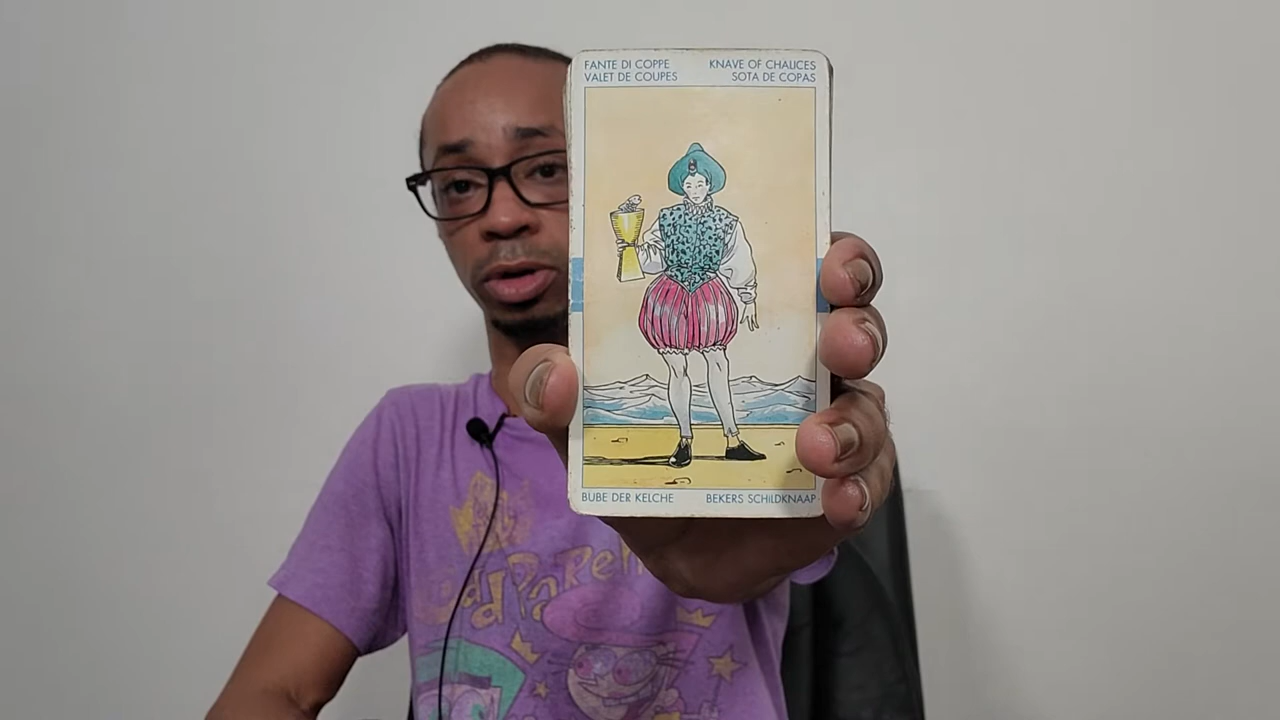 FANTE DI COPPE
VALET DE COUPES
KNAVE OF CHALICES
SOTA DE COPAS
BUBE DER KELCHE
BEKERS SCHILDKNAAP